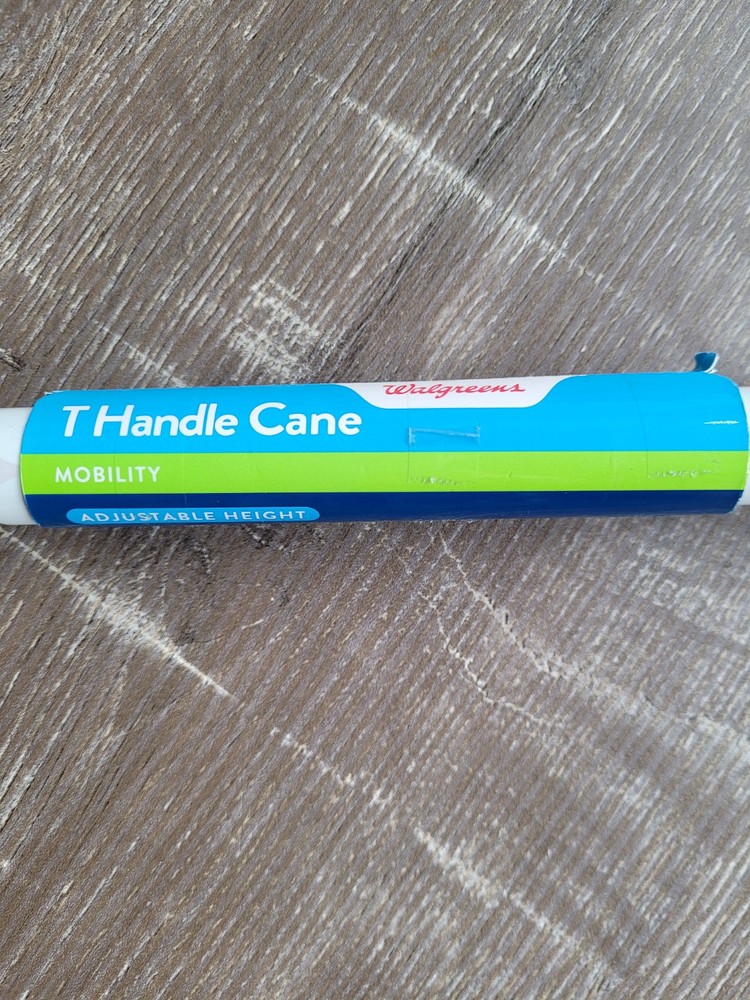 Walgreens
T Handle Cane
MOBILITY
ADJUSTABLE HEIGHT